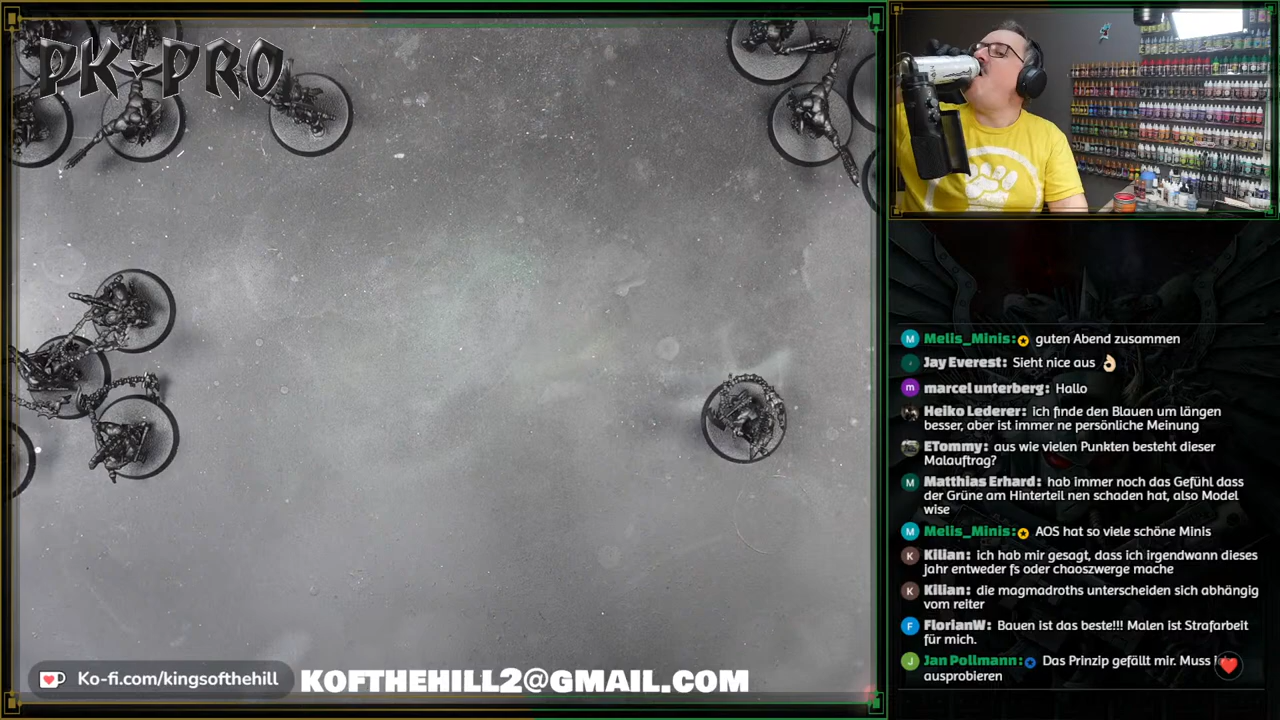 PK-PRO
Melis_Minis: guten Abend zusammen
Jay Everest: Sieht nice aus
marcel unterberg: Hallo
Heiko Lederer: ich finde den Blauen um längen
besser, aber ist immer ne persönliche Meinung
ETommy: aus wie vielen Punkten besteht dieser
Malauftrag?
Matthias Erhard: hab immer noch das Gefühl dass
der Grüne am Hinterteil nen schaden hat, also Model
wise
Melis_Minis: AOS hat so viele schöne Minis
Kilian: ich hab mir gesagt, dass ich irgendwann dieses
jahr entweder fs oder chaoszwerge mache
Kilian: die magmadroths unterscheiden sich abhängig
vom reiter
FlorianW: Bauen ist das beste!!! Malen ist Strafarbeit
für mich.
Jan Pollmann: Das Prinzip gefällt mir. Muss
ausprobieren
Ko-fi.com/kingsofthehill
KOFTHEHILL2@GMAIL.COM